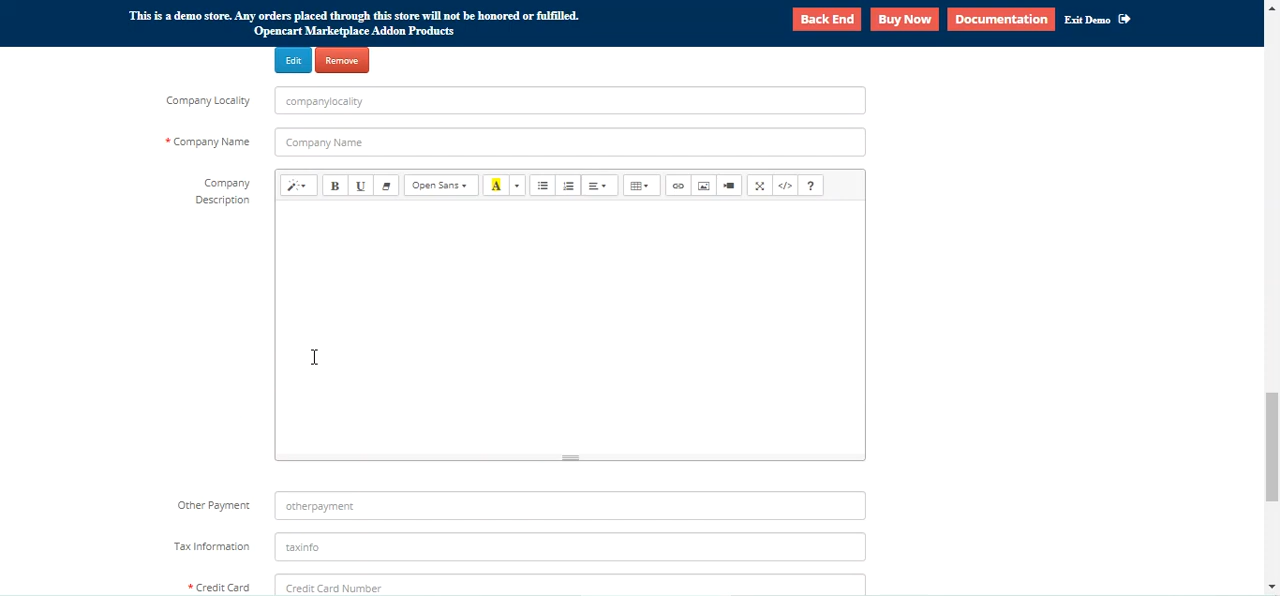 This is a demo store. Any orders placed through this store will not be honored or fulfilled.
Opencart Marketplace Addon Products
Back End
Buy Now
Documentation
Exit Demo
Edit
Remove
Company Locality
companylocality
* Company Name
Company Name
Company
Description
B U Open Sans A </> ?
Other Payment
otherpayment
Tax Information
taxinfo
* Credit Card
Credit Card Number